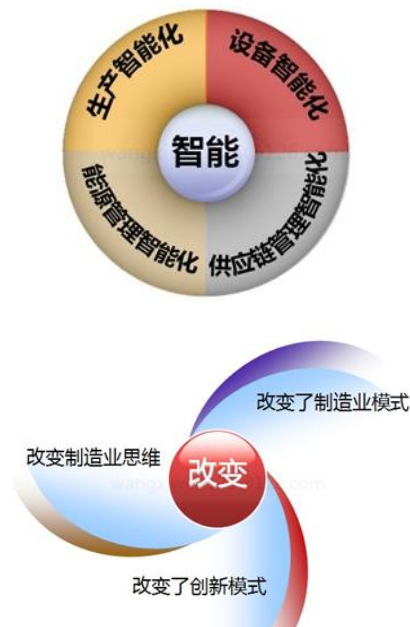 生产智能化
设备智能化
智能
能源管理智能化
供应链管理智能化
改变了制造业模式
改变制造业思维
改变
改变了创新模式